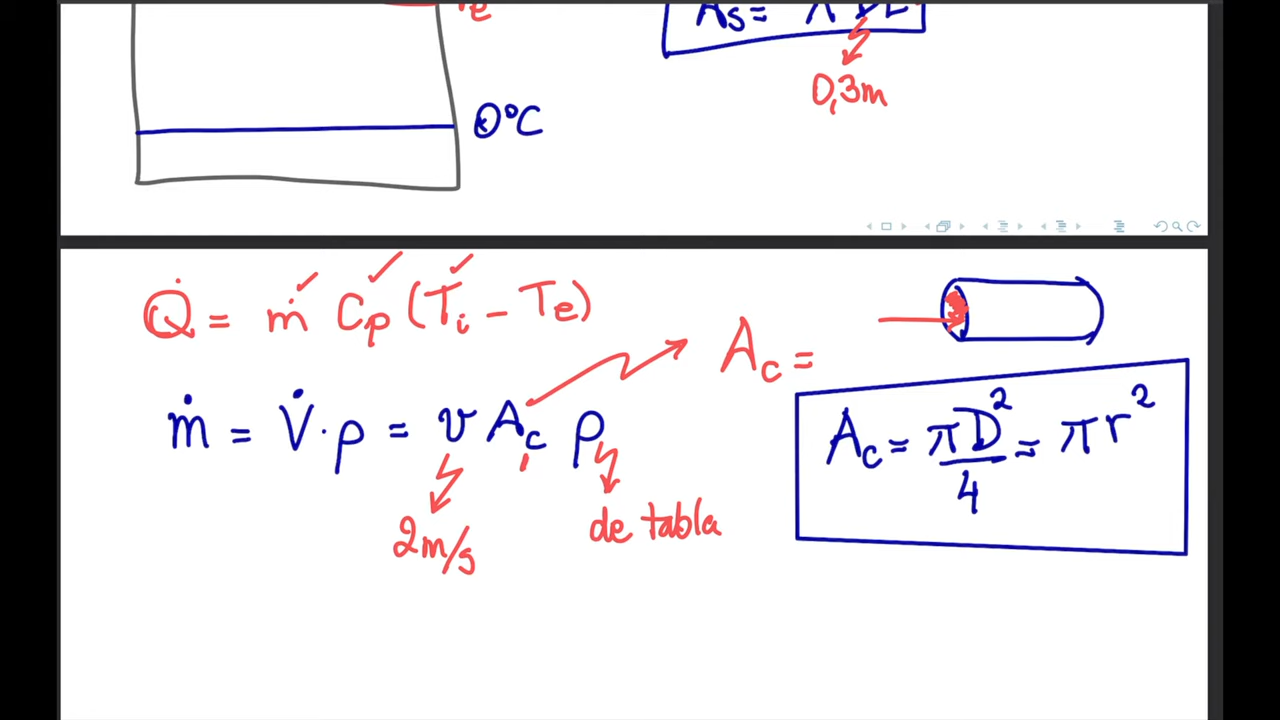 As = π D L
0,3m
0°C
Q̇ = ṁ Cp (Ti − Te)
Ac =
ṁ = V̇ · ρ = v Ac ρ
Ac = πD²/4 = πr²
2m/s
de tabla